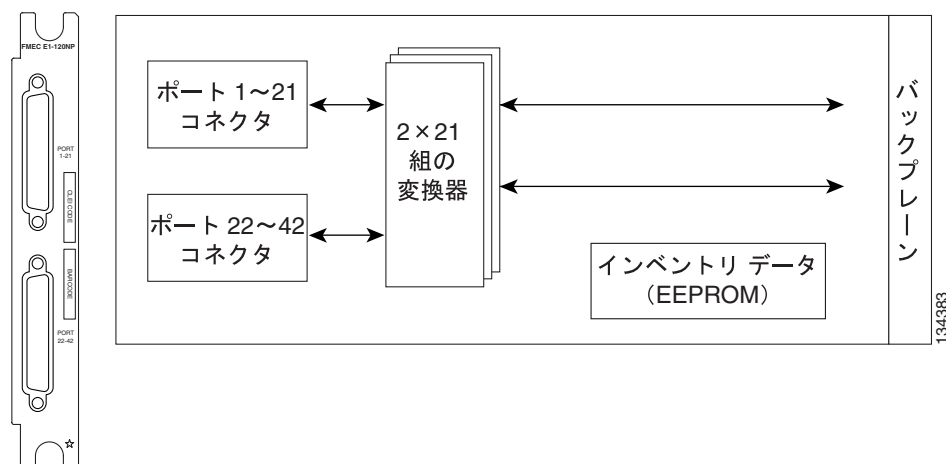 FMEC E1-120NP
PORT
1-21
CLEI CODE
BARCODE
PORT
22-42
ポート 1～21
コネクタ
ポート 22～42
コネクタ
2×21
組の
変換器
インベントリ データ
(EEPROM)
バックプレーン
134383